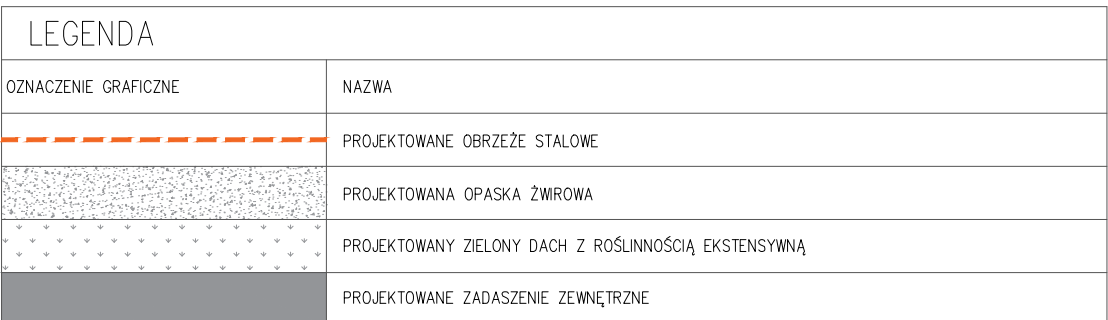 LEGENDA
OZNACZENIE GRAFICZNE NAZWA
PROJEKTOWANE OBRZEŻE STALOWE
PROJEKTOWANA OPASKA ŻWIROWA
PROJEKTOWANY ZIELONY DACH Z ROŚLINNOŚCIĄ EKSTENSYWNĄ
PROJEKTOWANE ZADASZENIE ZEWNĘTRZNE